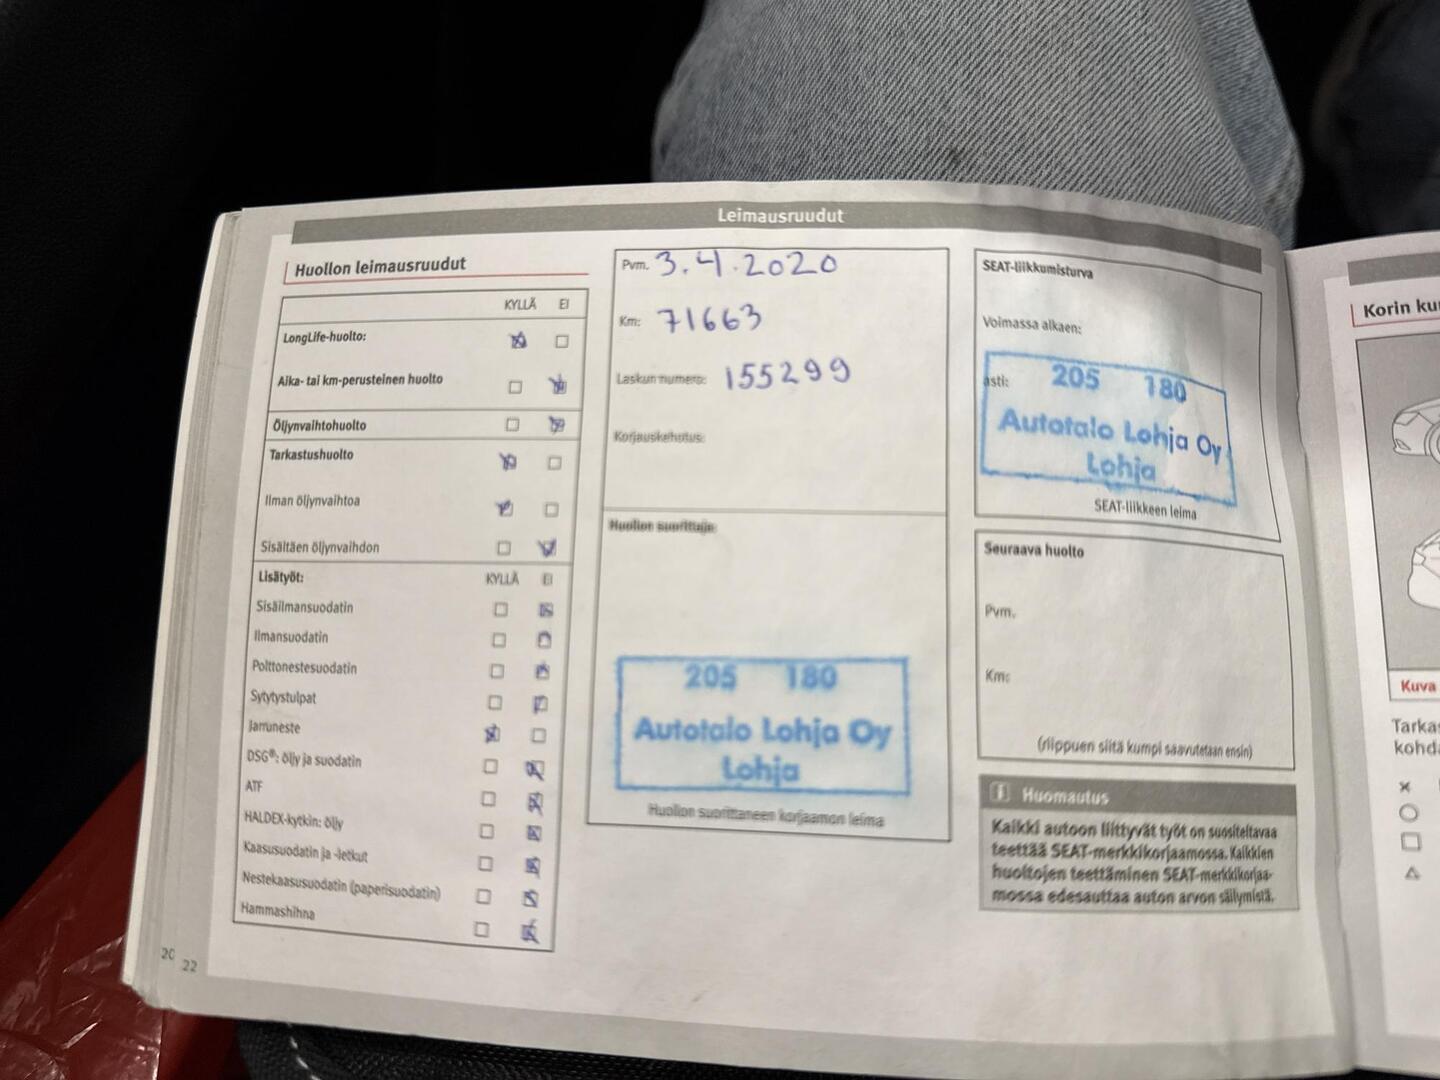 Leimausruudut
Huollon leimausruudut
KYLLÄ EI
LongLife-huolto:
Aika- tai km-perusteinen huolto
Öljynvaihtohuolto
Tarkastushuolto
Ilman öljynvaihtoa
Sisältäen öljynvaihdon
Lisätyöt: KYLLÄ EI
Sisäilmansuodatin
Ilmansuodatin
Polttonestesuodatin
Sytytystulpat
Jarruneste
DSG®: öljy ja suodatin
ATF
HALDEX-kytkin: öljy
Kaasusuodatin ja -letkut
Nestekaasusuodatin (paperisuodatin)
Hammashihna
20
22
Pvm. 3.4.2020
Km: 71663
Laskun numero: 155299
Korjauskehotus:
Huollon suorittaja:
205 180
Autotalo Lohja Oy
Lohja
Huollon suorittaneen korjaamon leima
SEAT-liikkumisturva
Voimassa alkaen:
asti:
205 180
Autotalo Lohja Oy
Lohja
SEAT-liikkeen leima
Seuraava huolto
Pvm.
Km:
(riippuen siitä kumpi saavutetaan ensin)
i Huomautus
Kaikki autoon liittyvät työt on suositeltavaa
teettää SEAT-merkkikorjaamossa. Kaikkien
huoltojen teettäminen SEAT-merkkikorjaa-
mossa edesauttaa auton arvon säilymistä.
Korin
Kuva